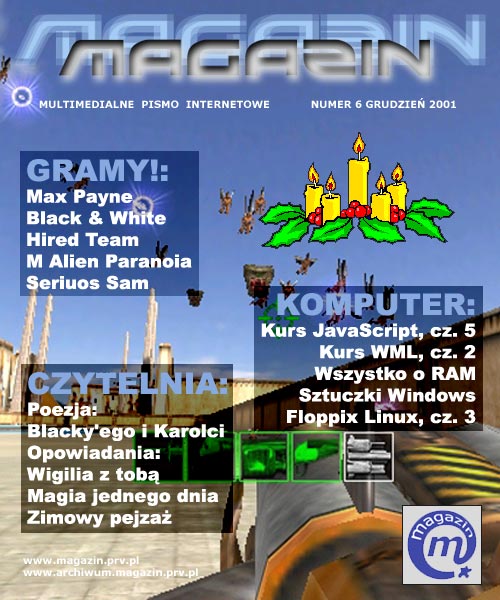 MAGAZIN
MAGAZIN
MULTIMEDIALNE PISMO INTERNETOWE NUMER 6 GRUDZIEŃ 2001
GRAMY!:
Max Payne
Black & White
Hired Team
M Alien Paranoia
Seriuos Sam
KOMPUTER:
Kurs JavaScript, cz. 5
Kurs WML, cz. 2
Wszystko o RAM
Sztuczki Windows
Floppix Linux, cz. 3
CZYTELNIA:
Poezja:
Blacky'ego i Karolci
Opowiadania:
Wigilia z tobą
Magia jednego dnia
Zimowy pejzaż
magazin
m
www.magazin.prv.pl
www.archiwum.magazin.prv.pl